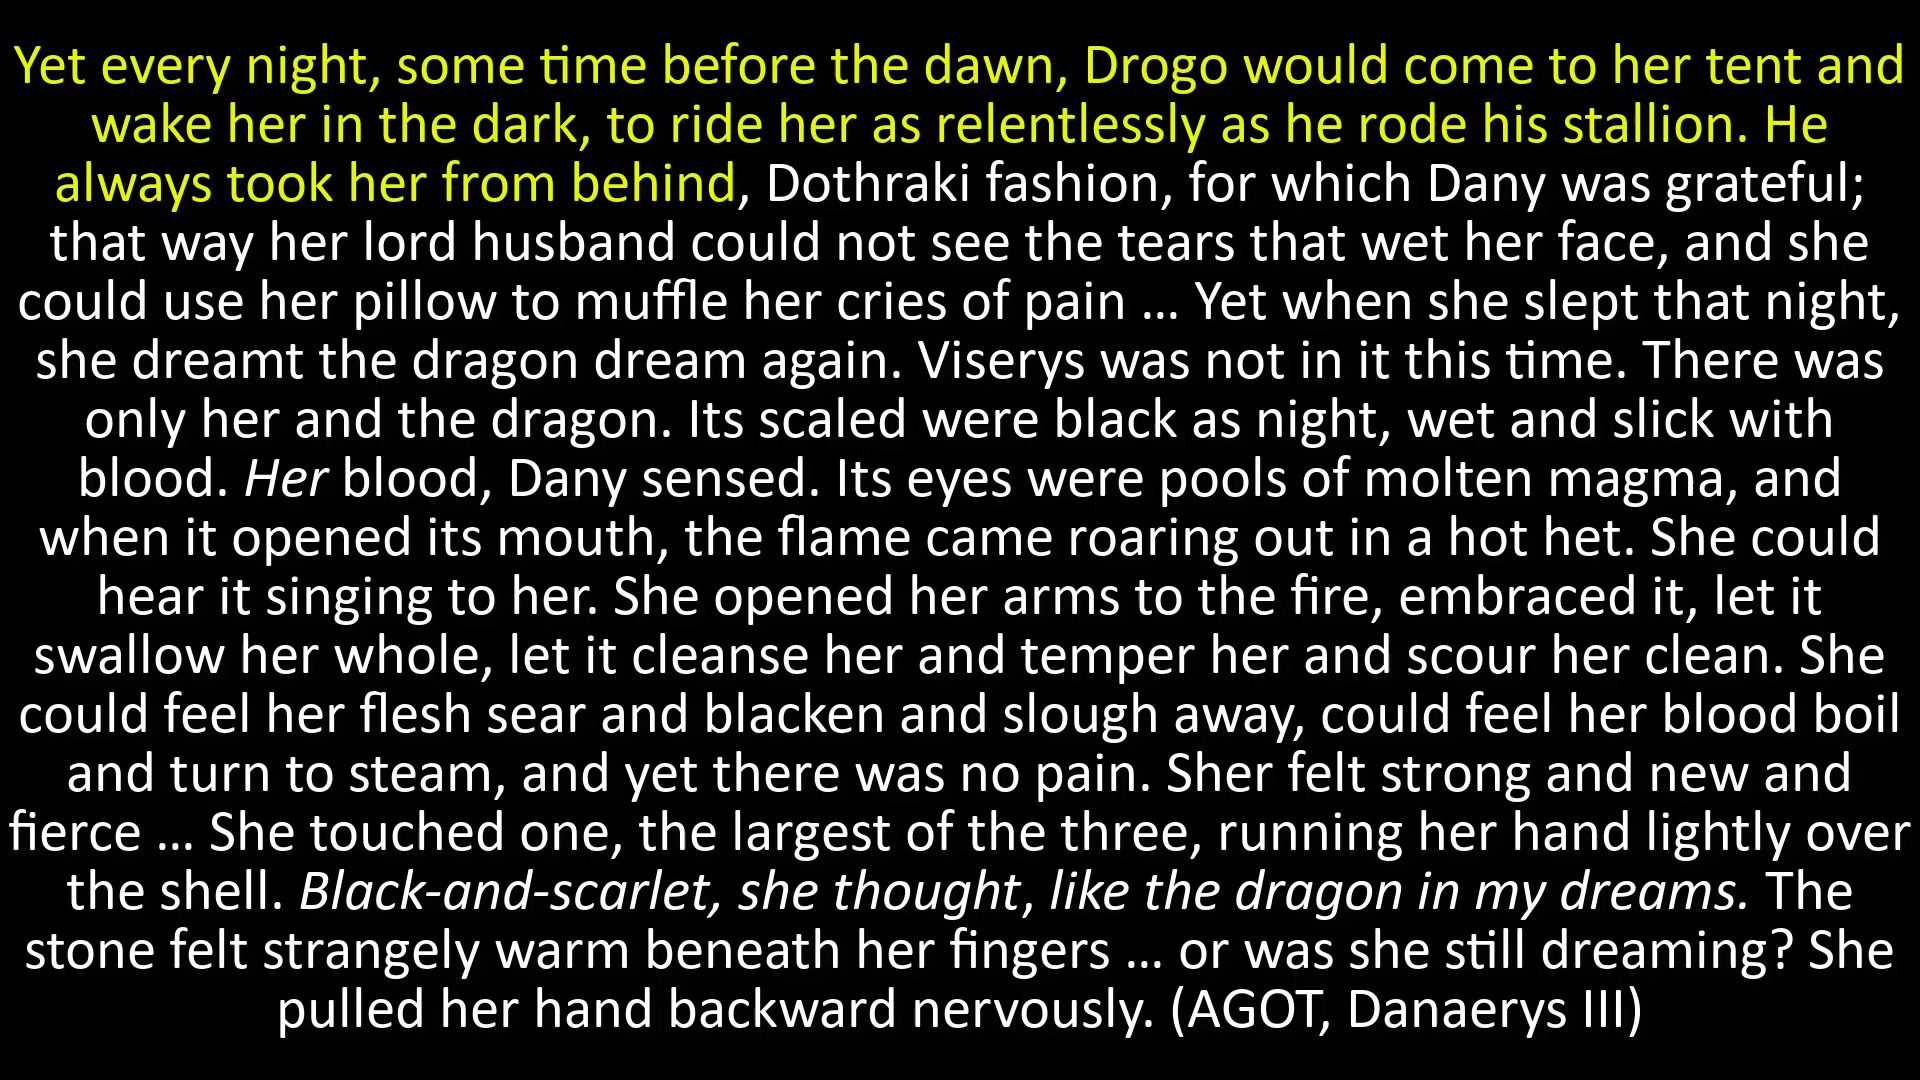 Yet every night, some time before the dawn, Drogo would come to her tent and
wake her in the dark, to ride her as relentlessly as he rode his stallion. He
always took her from behind, Dothraki fashion, for which Dany was grateful;
that way her lord husband could not see the tears that wet her face, and she
could use her pillow to muffle her cries of pain ... Yet when she slept that night,
she dreamt the dragon dream again. Viserys was not in it this time. There was
only her and the dragon. Its scaled were black as night, wet and slick with
blood. Her blood, Dany sensed. Its eyes were pools of molten magma, and
when it opened its mouth, the flame came roaring out in a hot het. She could
hear it singing to her. She opened her arms to the fire, embraced it, let it
swallow her whole, let it cleanse her and temper her and scour her clean. She
could feel her flesh sear and blacken and slough away, could feel her blood boil
and turn to steam, and yet there was no pain. Sher felt strong and new and
fierce ... She touched one, the largest of the three, running her hand lightly over
the shell. Black-and-scarlet, she thought, like the dragon in my dreams. The
stone felt strangely warm beneath her fingers ... or was she still dreaming? She
pulled her hand backward nervously. (AGOT, Danaerys III)